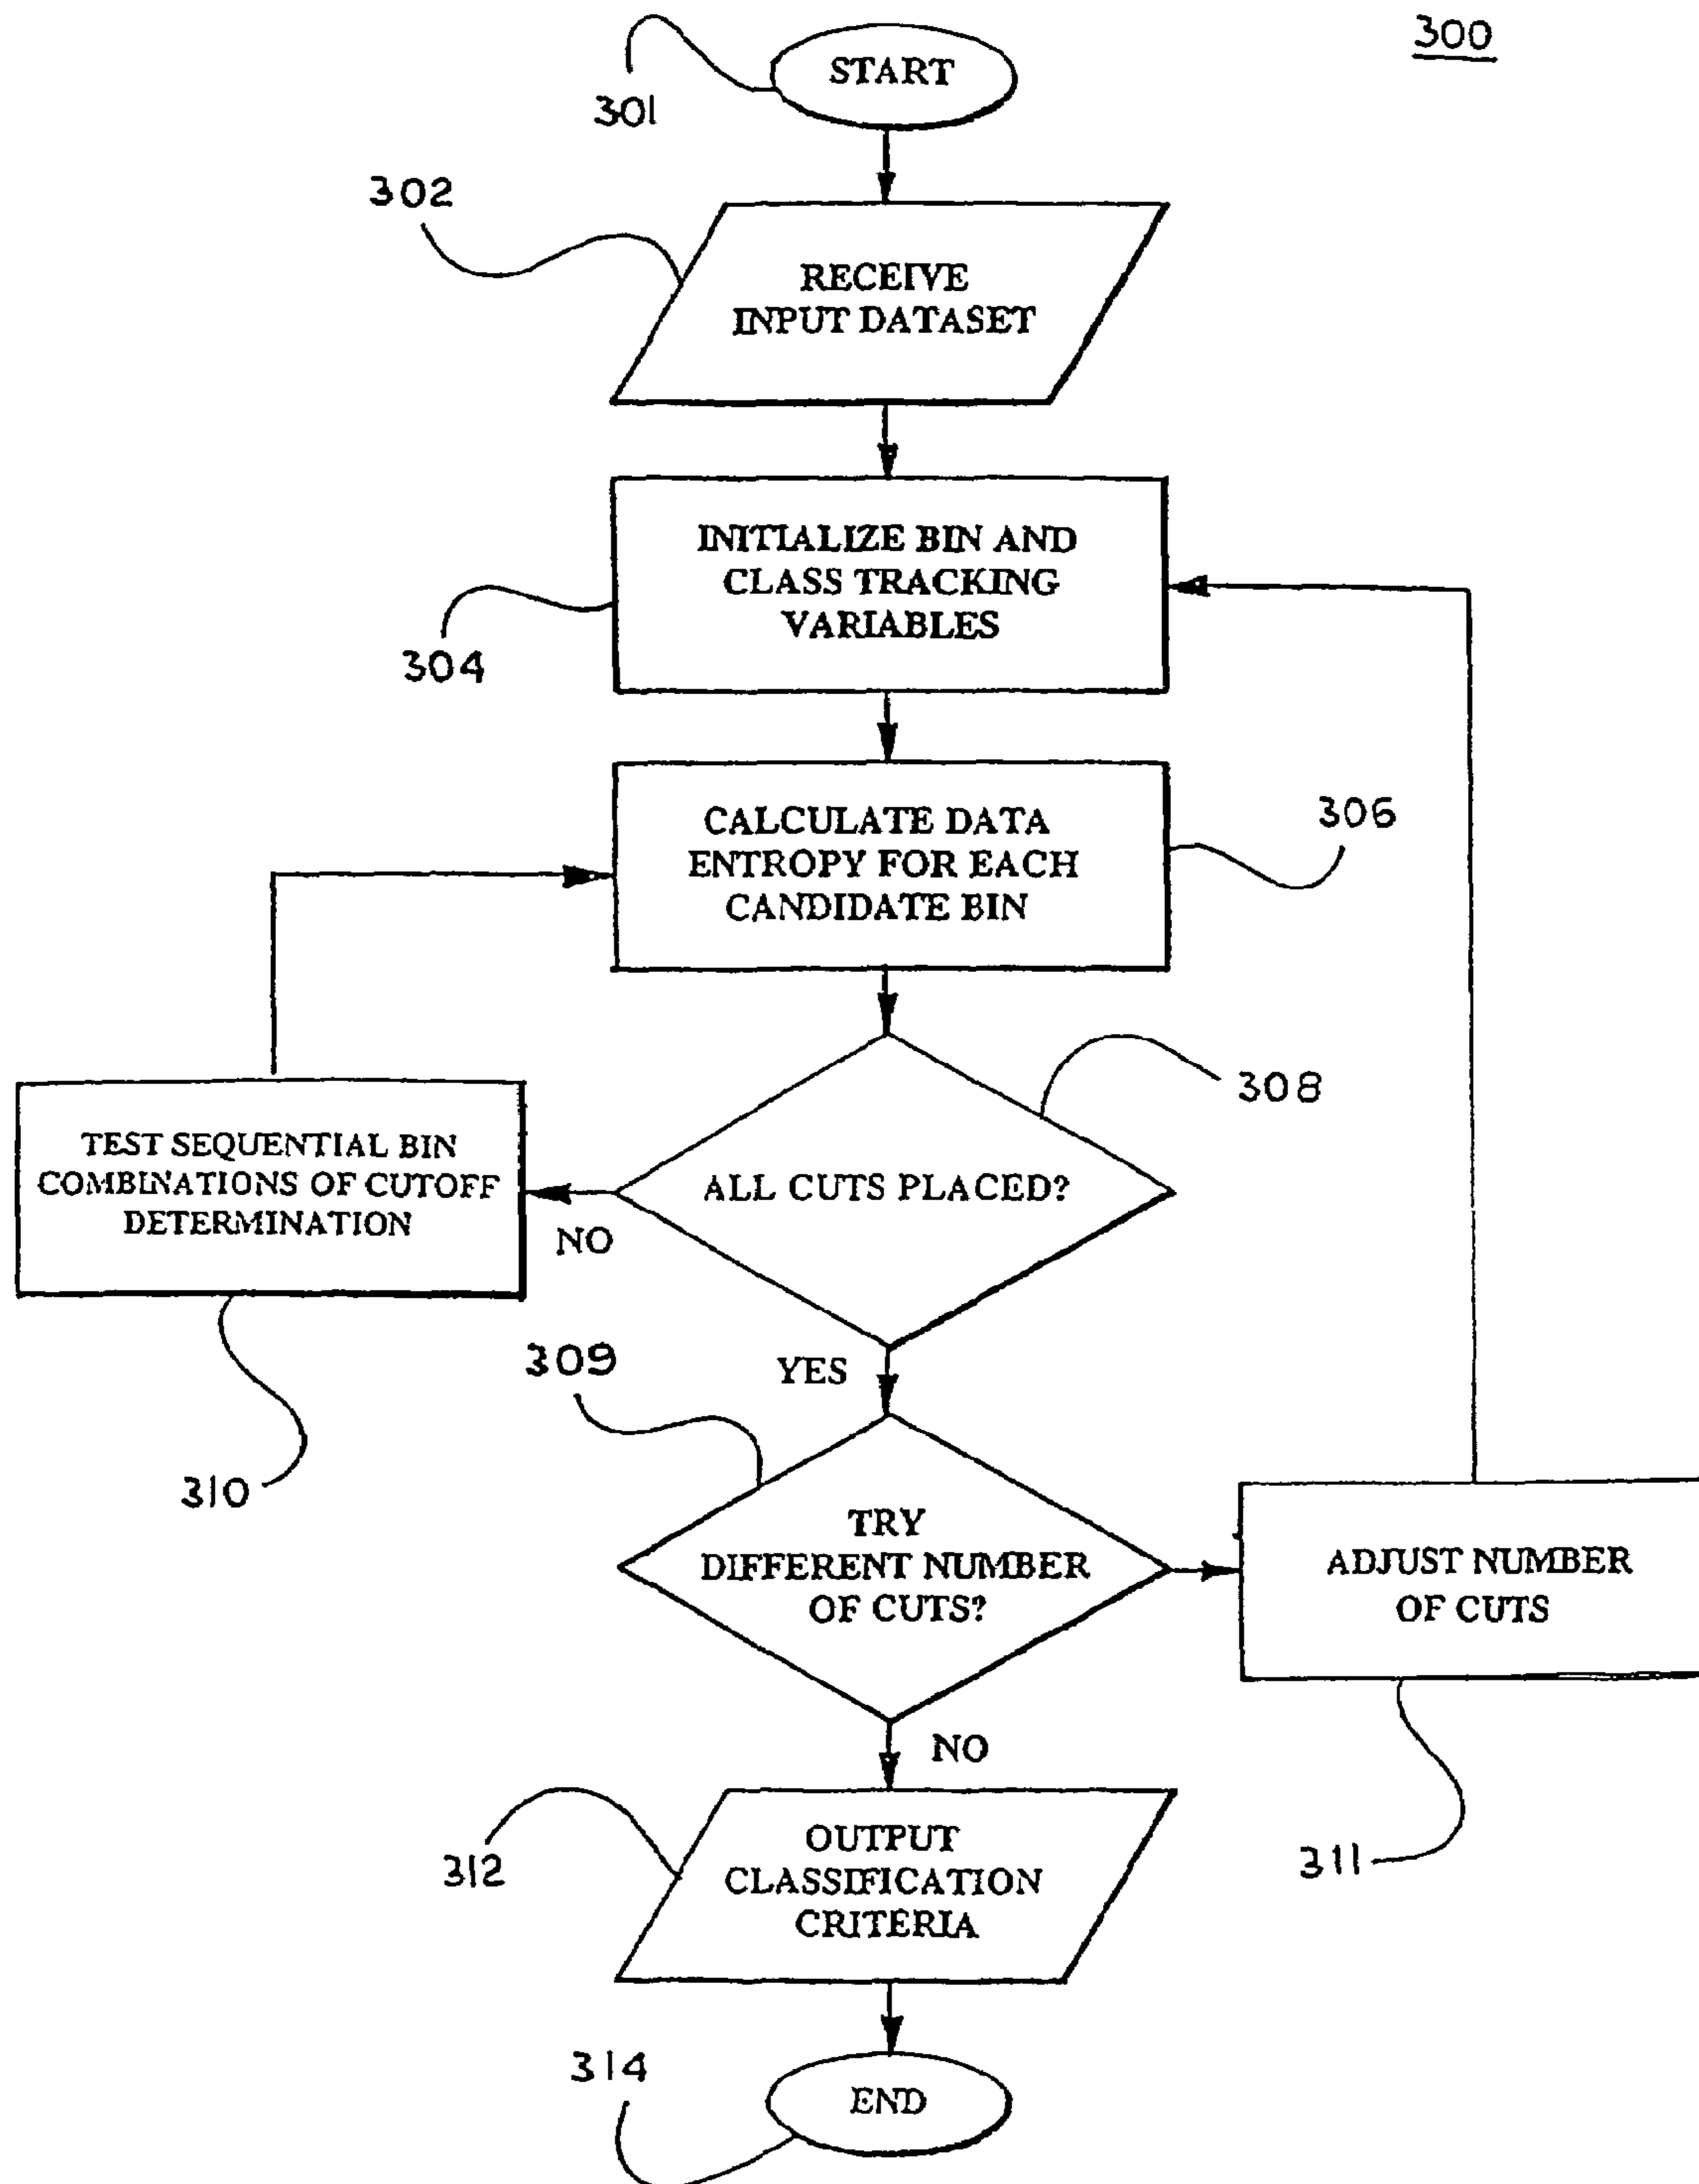 300
START
301
302
RECEIVE
INPUT DATASET
INITIALIZE BIN AND
CLASS TRACKING
VARIABLES
304
CALCULATE DATA
ENTROPY FOR EACH
CANDIDATE BIN
306
308
ALL CUTS PLACED?
TEST SEQUENTIAL BIN
COMBINATIONS OF CUTOFF
DETERMINATION
NO
310
YES
309
TRY
DIFFERENT NUMBER
OF CUTS?
ADJUST NUMBER
OF CUTS
311
NO
OUTPUT
CLASSIFICATION
CRITERIA
312
314
END